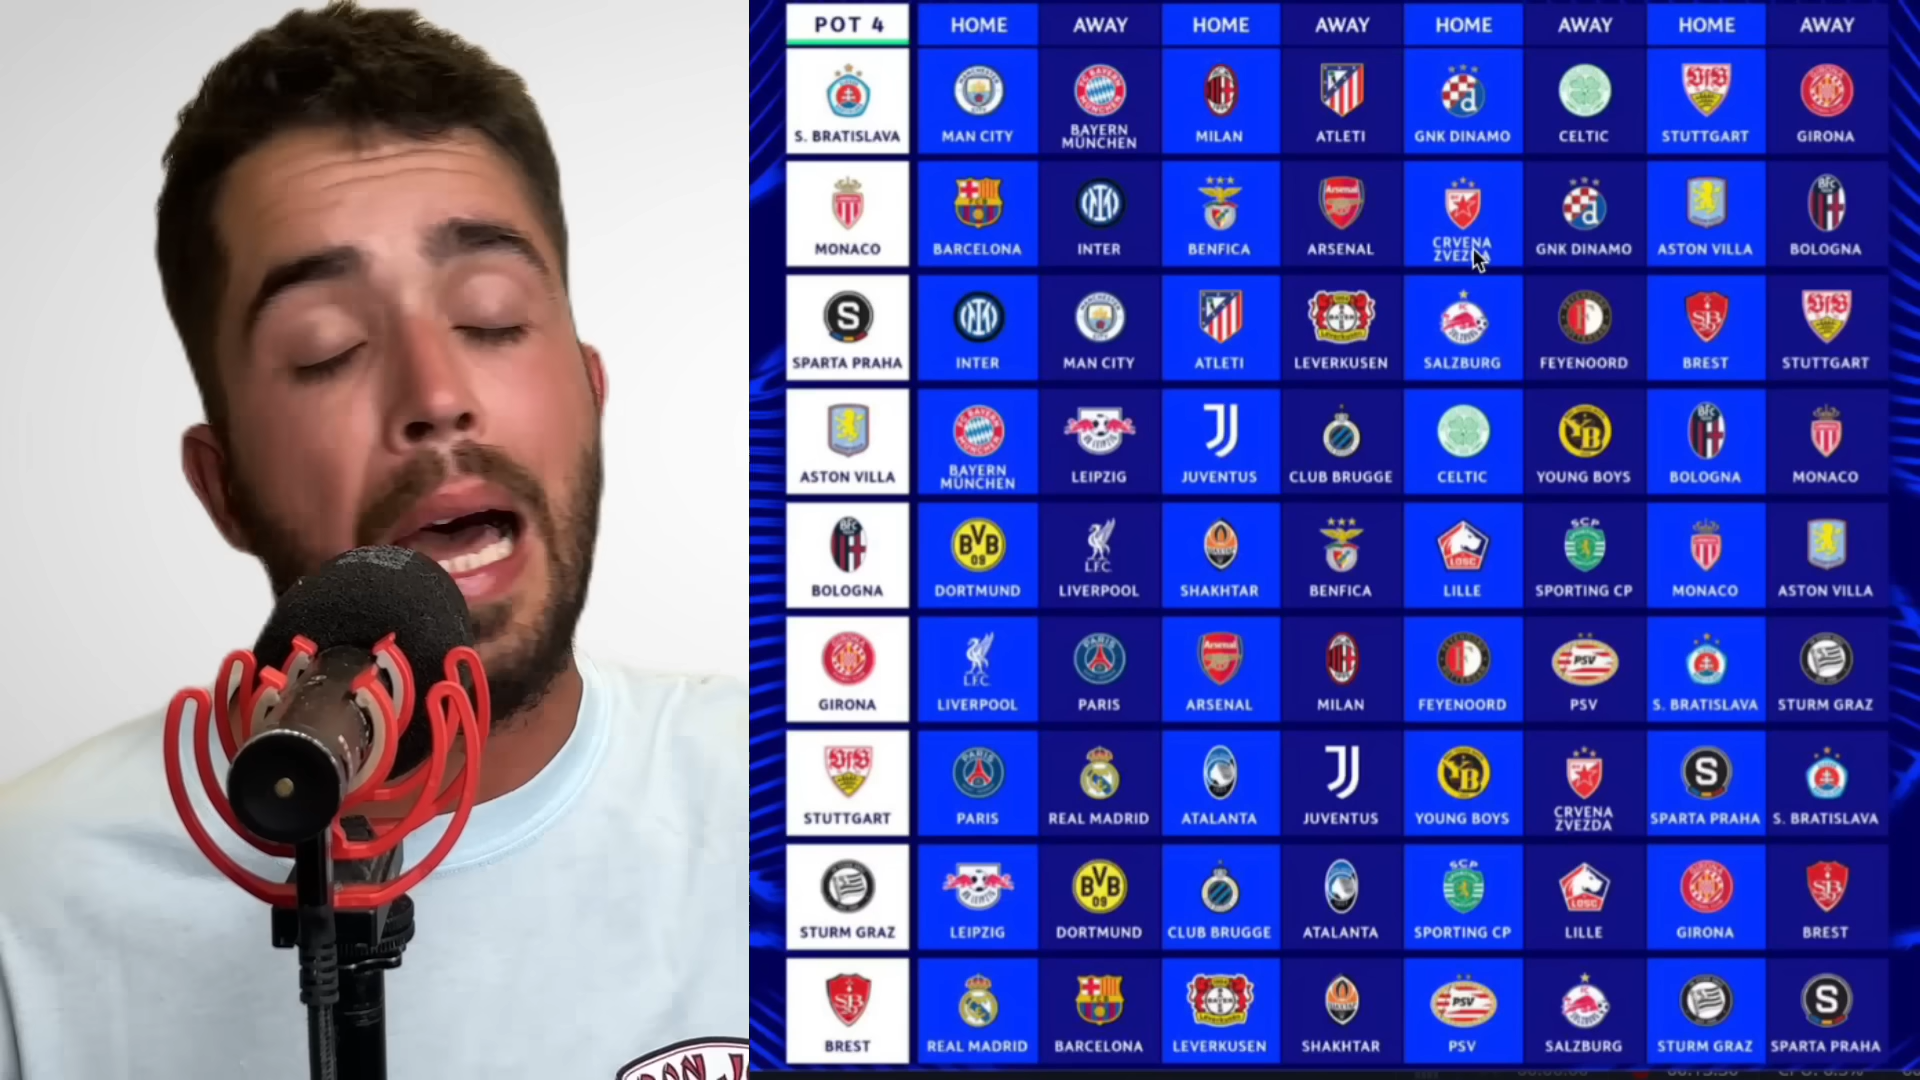 POT 4 HOME AWAY HOME AWAY HOME AWAY HOME AWAY
S. BRATISLAVA MAN CITY BAYERN MÜNCHEN MILAN ATLETI GNK DINAMO CELTIC STUTTGART GIRONA
MONACO BARCELONA INTER BENFICA ARSENAL CRVENA ZVEZDA GNK DINAMO ASTON VILLA BOLOGNA
SPARTA PRAHA INTER MAN CITY ATLETI LEVERKUSEN SALZBURG FEYENOORD BREST STUTTGART
ASTON VILLA BAYERN MÜNCHEN LEIPZIG JUVENTUS CLUB BRUGGE CELTIC YOUNG BOYS BOLOGNA MONACO
BOLOGNA DORTMUND LIVERPOOL SHAKHTAR BENFICA LILLE SPORTING CP MONACO ASTON VILLA
GIRONA LIVERPOOL PARIS ARSENAL MILAN FEYENOORD PSV S. BRATISLAVA STURM GRAZ
STUTTGART PARIS REAL MADRID ATALANTA JUVENTUS YOUNG BOYS CRVENA ZVEZDA SPARTA PRAHA S. BRATISLAVA
STURM GRAZ LEIPZIG DORTMUND CLUB BRUGGE ATALANTA SPORTING CP LILLE GIRONA BREST
BREST REAL MADRID BARCELONA LEVERKUSEN SHAKHTAR PSV SALZBURG STURM GRAZ SPARTA PRAHA